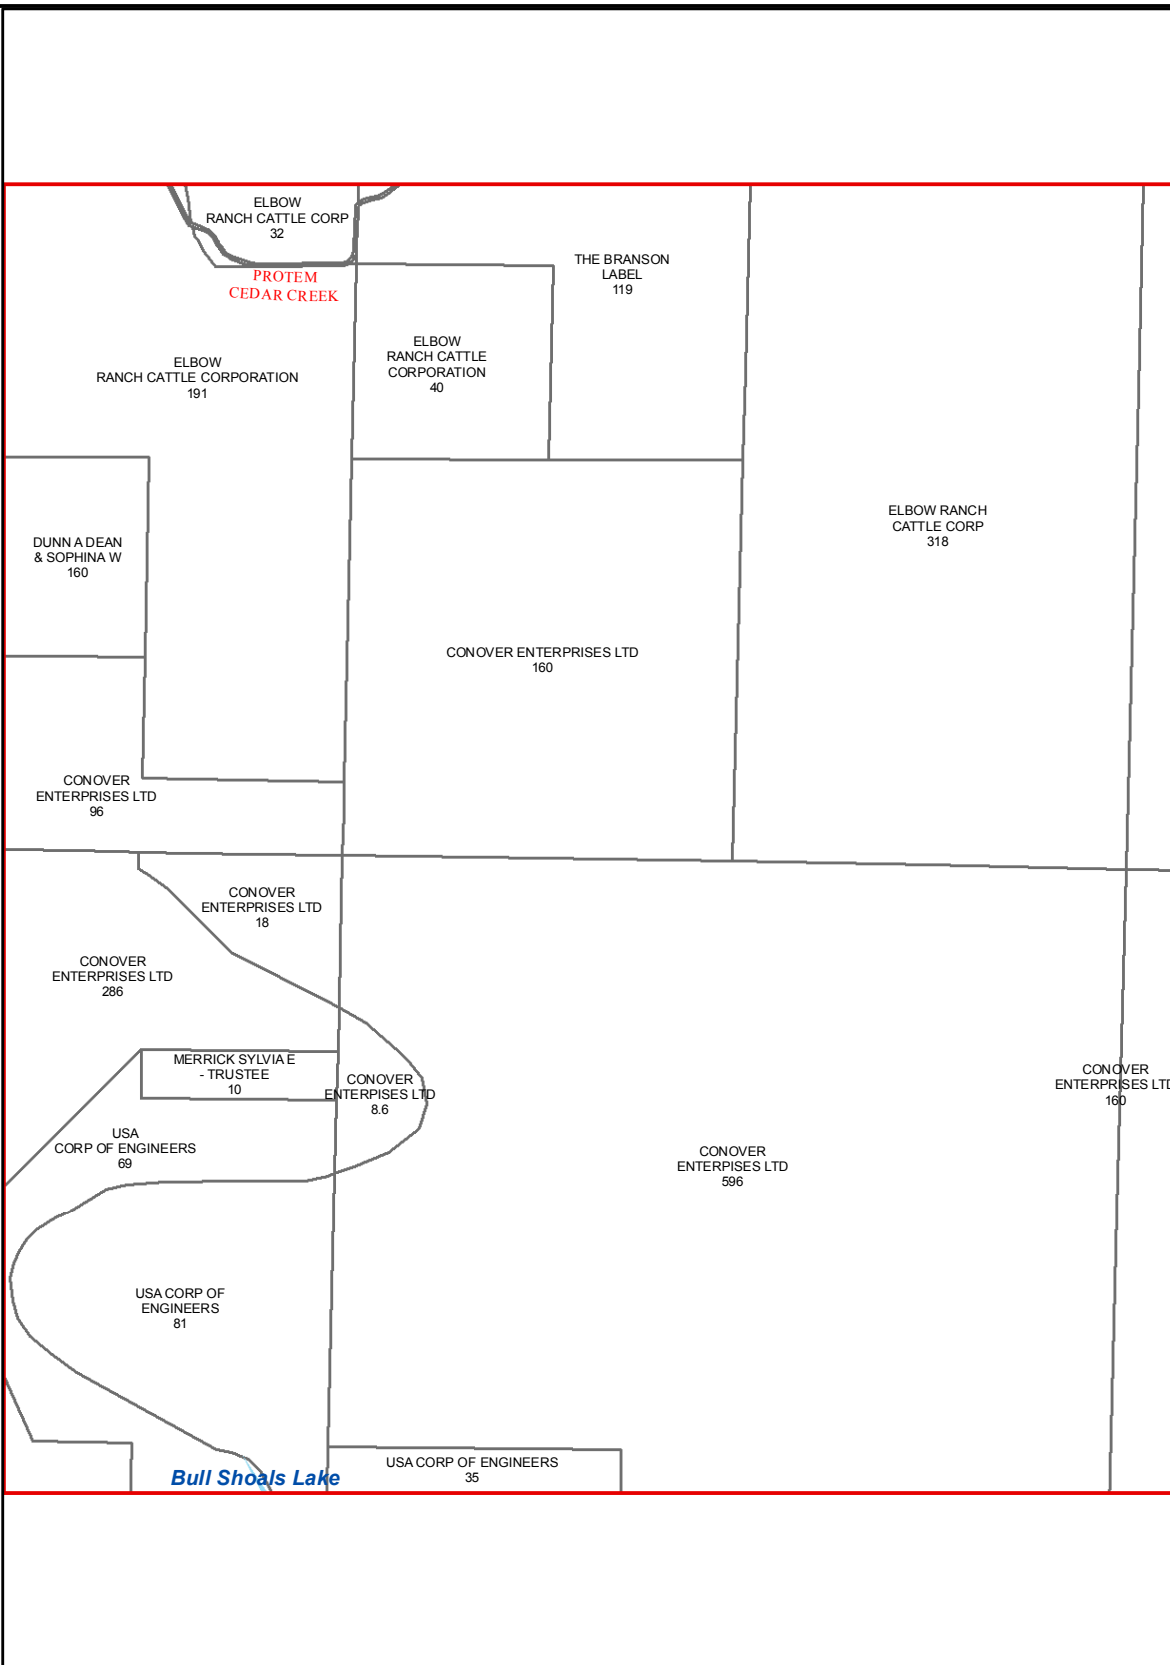 ELBOW
RANCH CATTLE CORP
32
PROTEM
CEDAR CREEK
THE BRANSON
LABEL
119
ELBOW
RANCH CATTLE CORPORATION
191
ELBOW
RANCH CATTLE
CORPORATION
40
ELBOW RANCH
CATTLE CORP
318
DUNN A DEAN
& SOPHINA W
160
CONOVER ENTERPRISES LTD
160
CONOVER
ENTERPRISES LTD
96
CONOVER
ENTERPRISES LTD
18
CONOVER
ENTERPRISES LTD
286
MERRICK SYLVIA E
- TRUSTEE
10
CONOVER
ENTERPISES LTD
8.6
CONOVER
ENTERPRISES LTD
160
USA
CORP OF ENGINEERS
69
CONOVER
ENTERPISES LTD
596
USA CORP OF
ENGINEERS
81
USA CORP OF ENGINEERS
35
Bull Shoals Lake